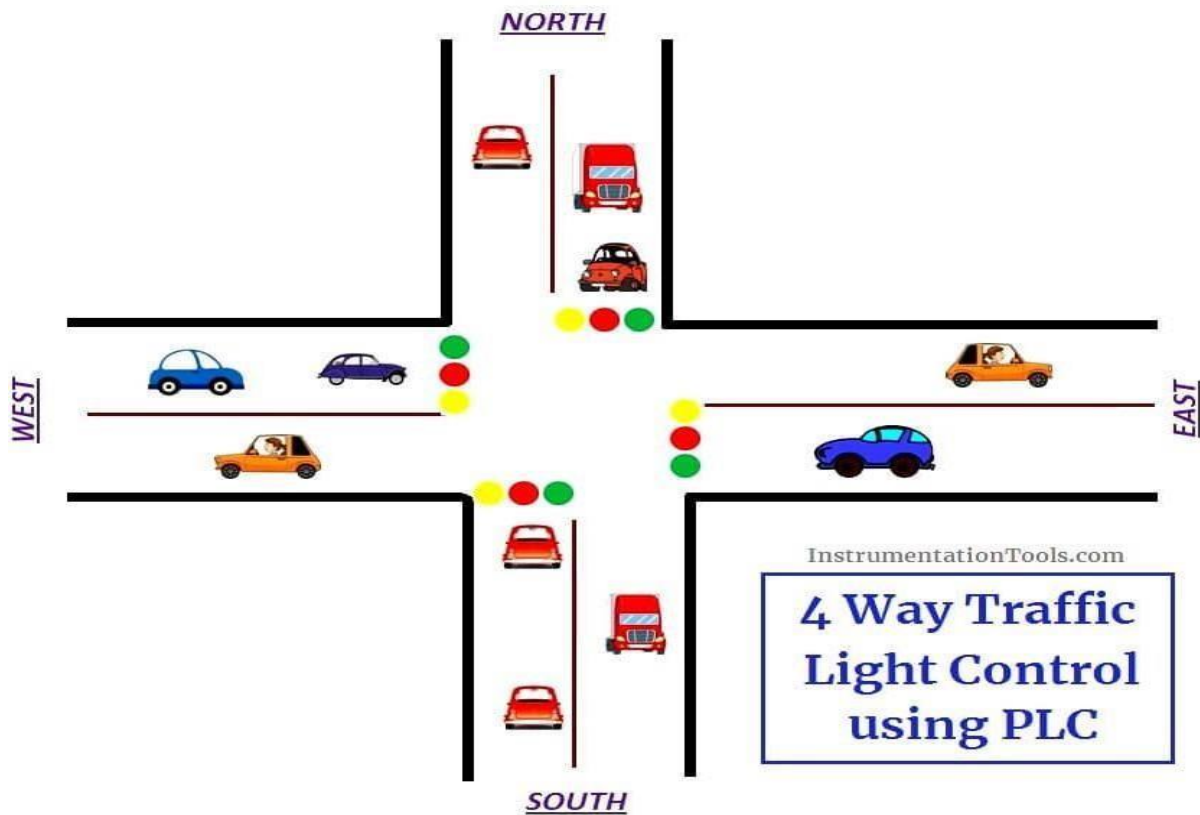 NORTH
WEST
EAST
InstrumentationTools.com
4 Way Traffic
Light Control
using PLC
SOUTH